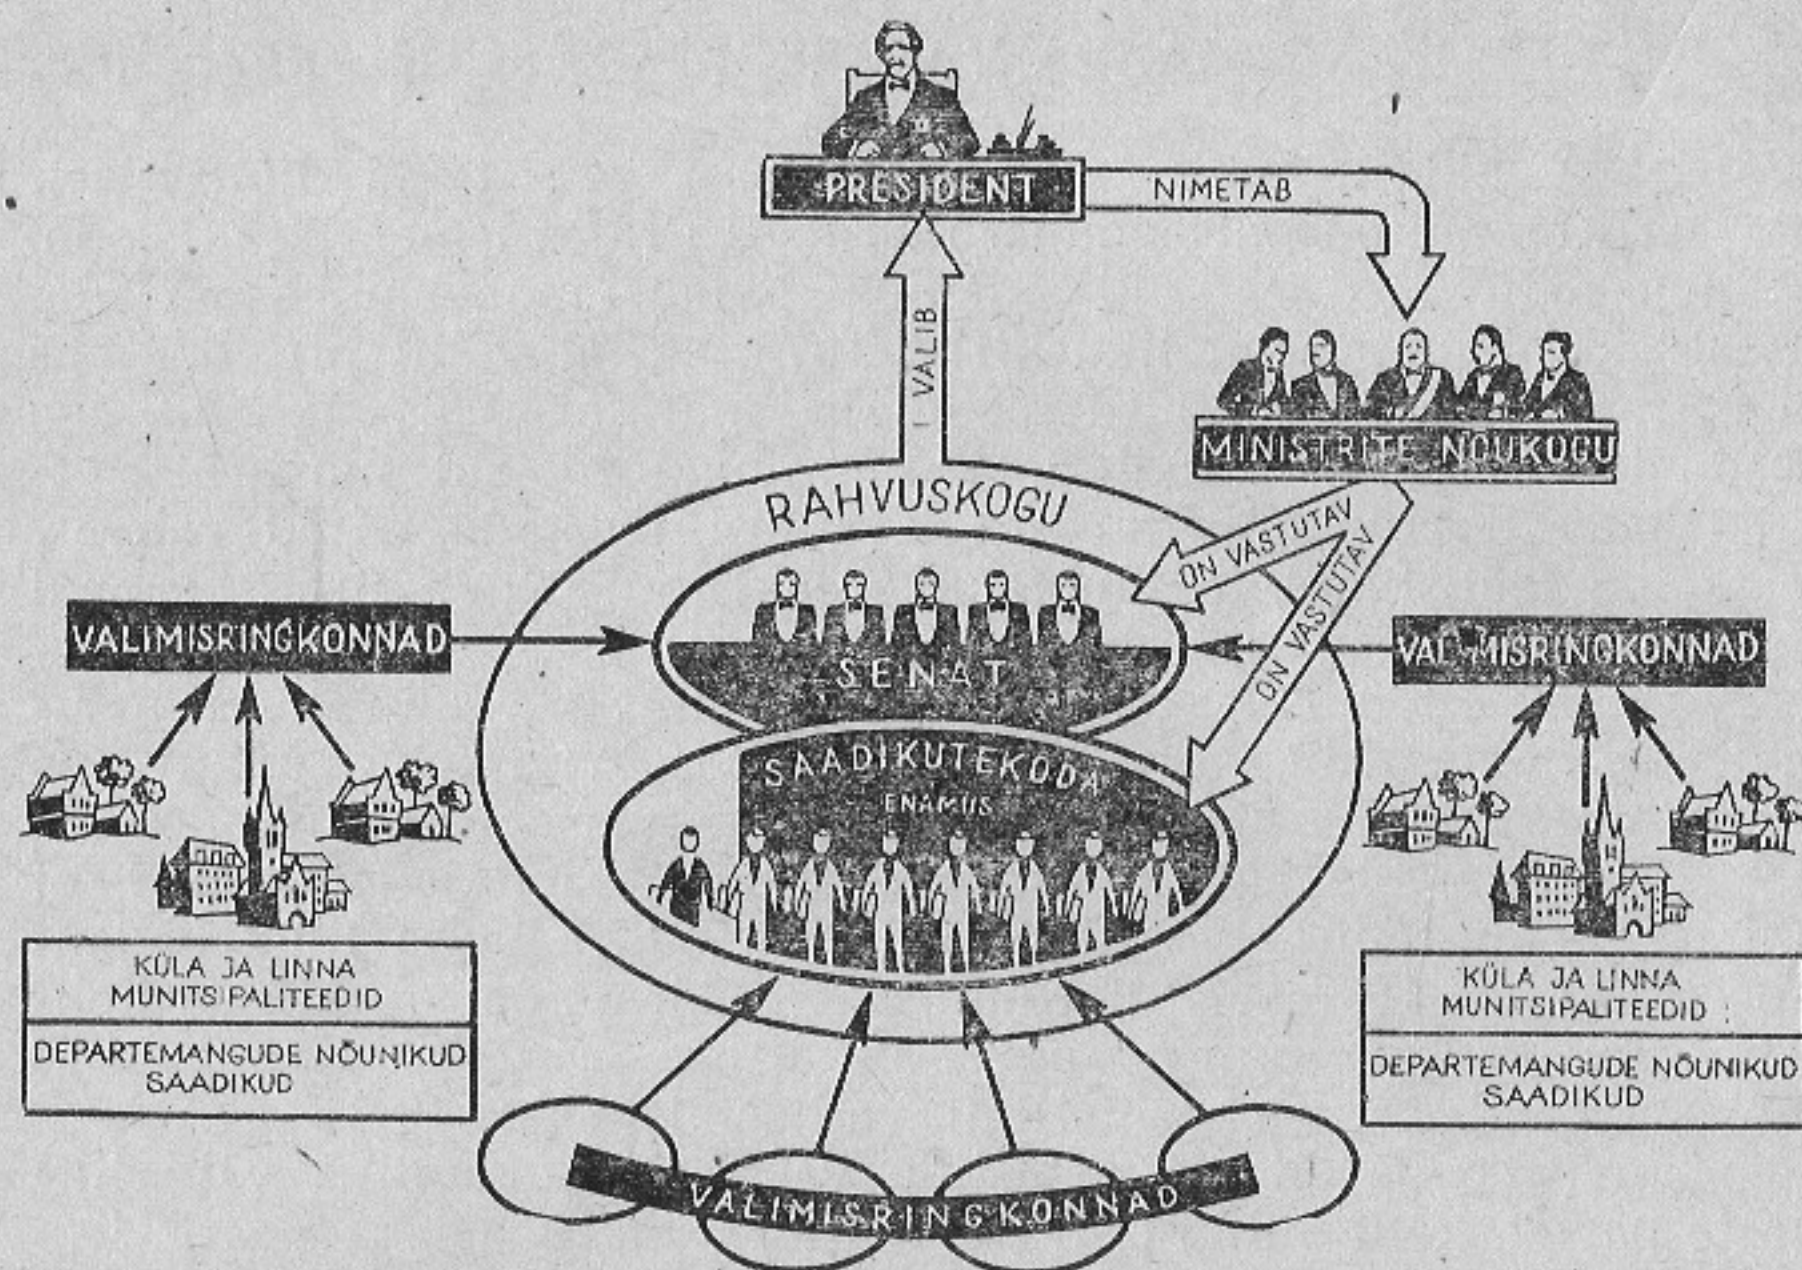 PRESIDENT
NIMETAB
VALIB
MINISTRITE NÕUKOGU
RAHVUSKOGU
ON VASTUTAV
ON VASTUTAV
VALIMISRINGKONNAD
SENAT
VALIMISRINGKONNAD
SAADIKUTEKODA
ENAMUS
KÜLA JA LINNA
MUNITSIPALITEEDID
DEPARTEMANGUDE NÕUNIKUD
SAADIKUD
KÜLA JA LINNA
MUNITSIPALITEEDID
DEPARTEMANGUDE NÕUNIKUD
SAADIKUD
VALIMISRINGKONNAD